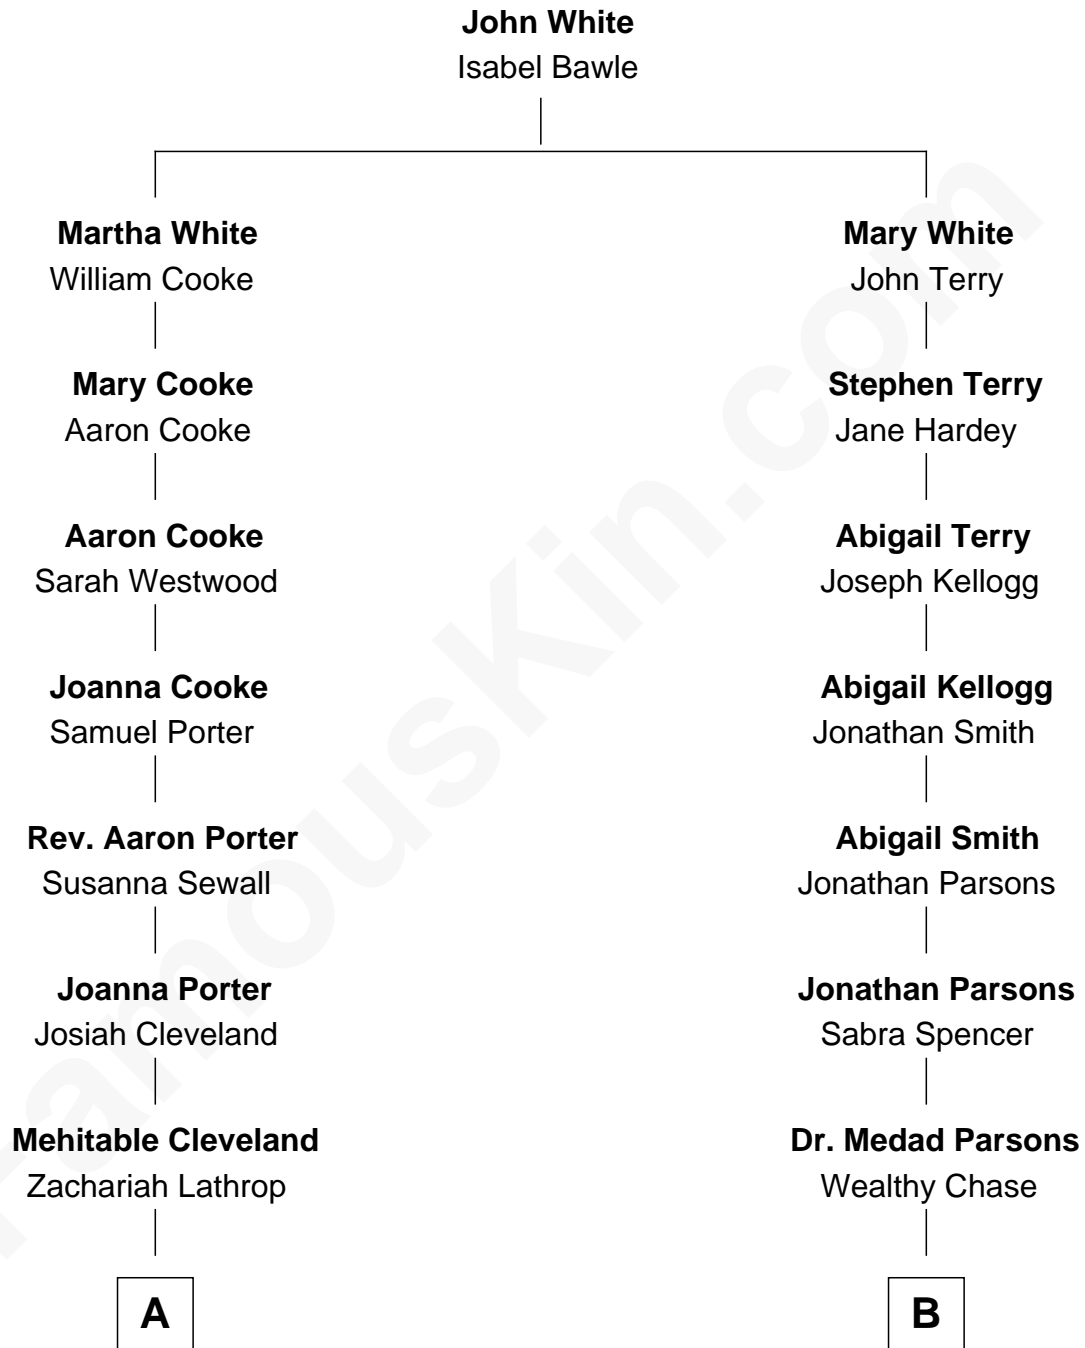 John White
Isabel Bawle
Martha White
William Cooke
Mary White
John Terry
Mary Cooke
Aaron Cooke
Stephen Terry
Jane Hardey
Aaron Cooke
Sarah Westwood
Abigail Terry
Joseph Kellogg
Joanna Cooke
Samuel Porter
Abigail Kellogg
Jonathan Smith
Rev. Aaron Porter
Susanna Sewall
Abigail Smith
Jonathan Parsons
Joanna Porter
Josiah Cleveland
Jonathan Parsons
Sabra Spencer
Mehitable Cleveland
Zachariah Lathrop
Dr. Medad Parsons
Wealthy Chase
A
B
FamousKin.com